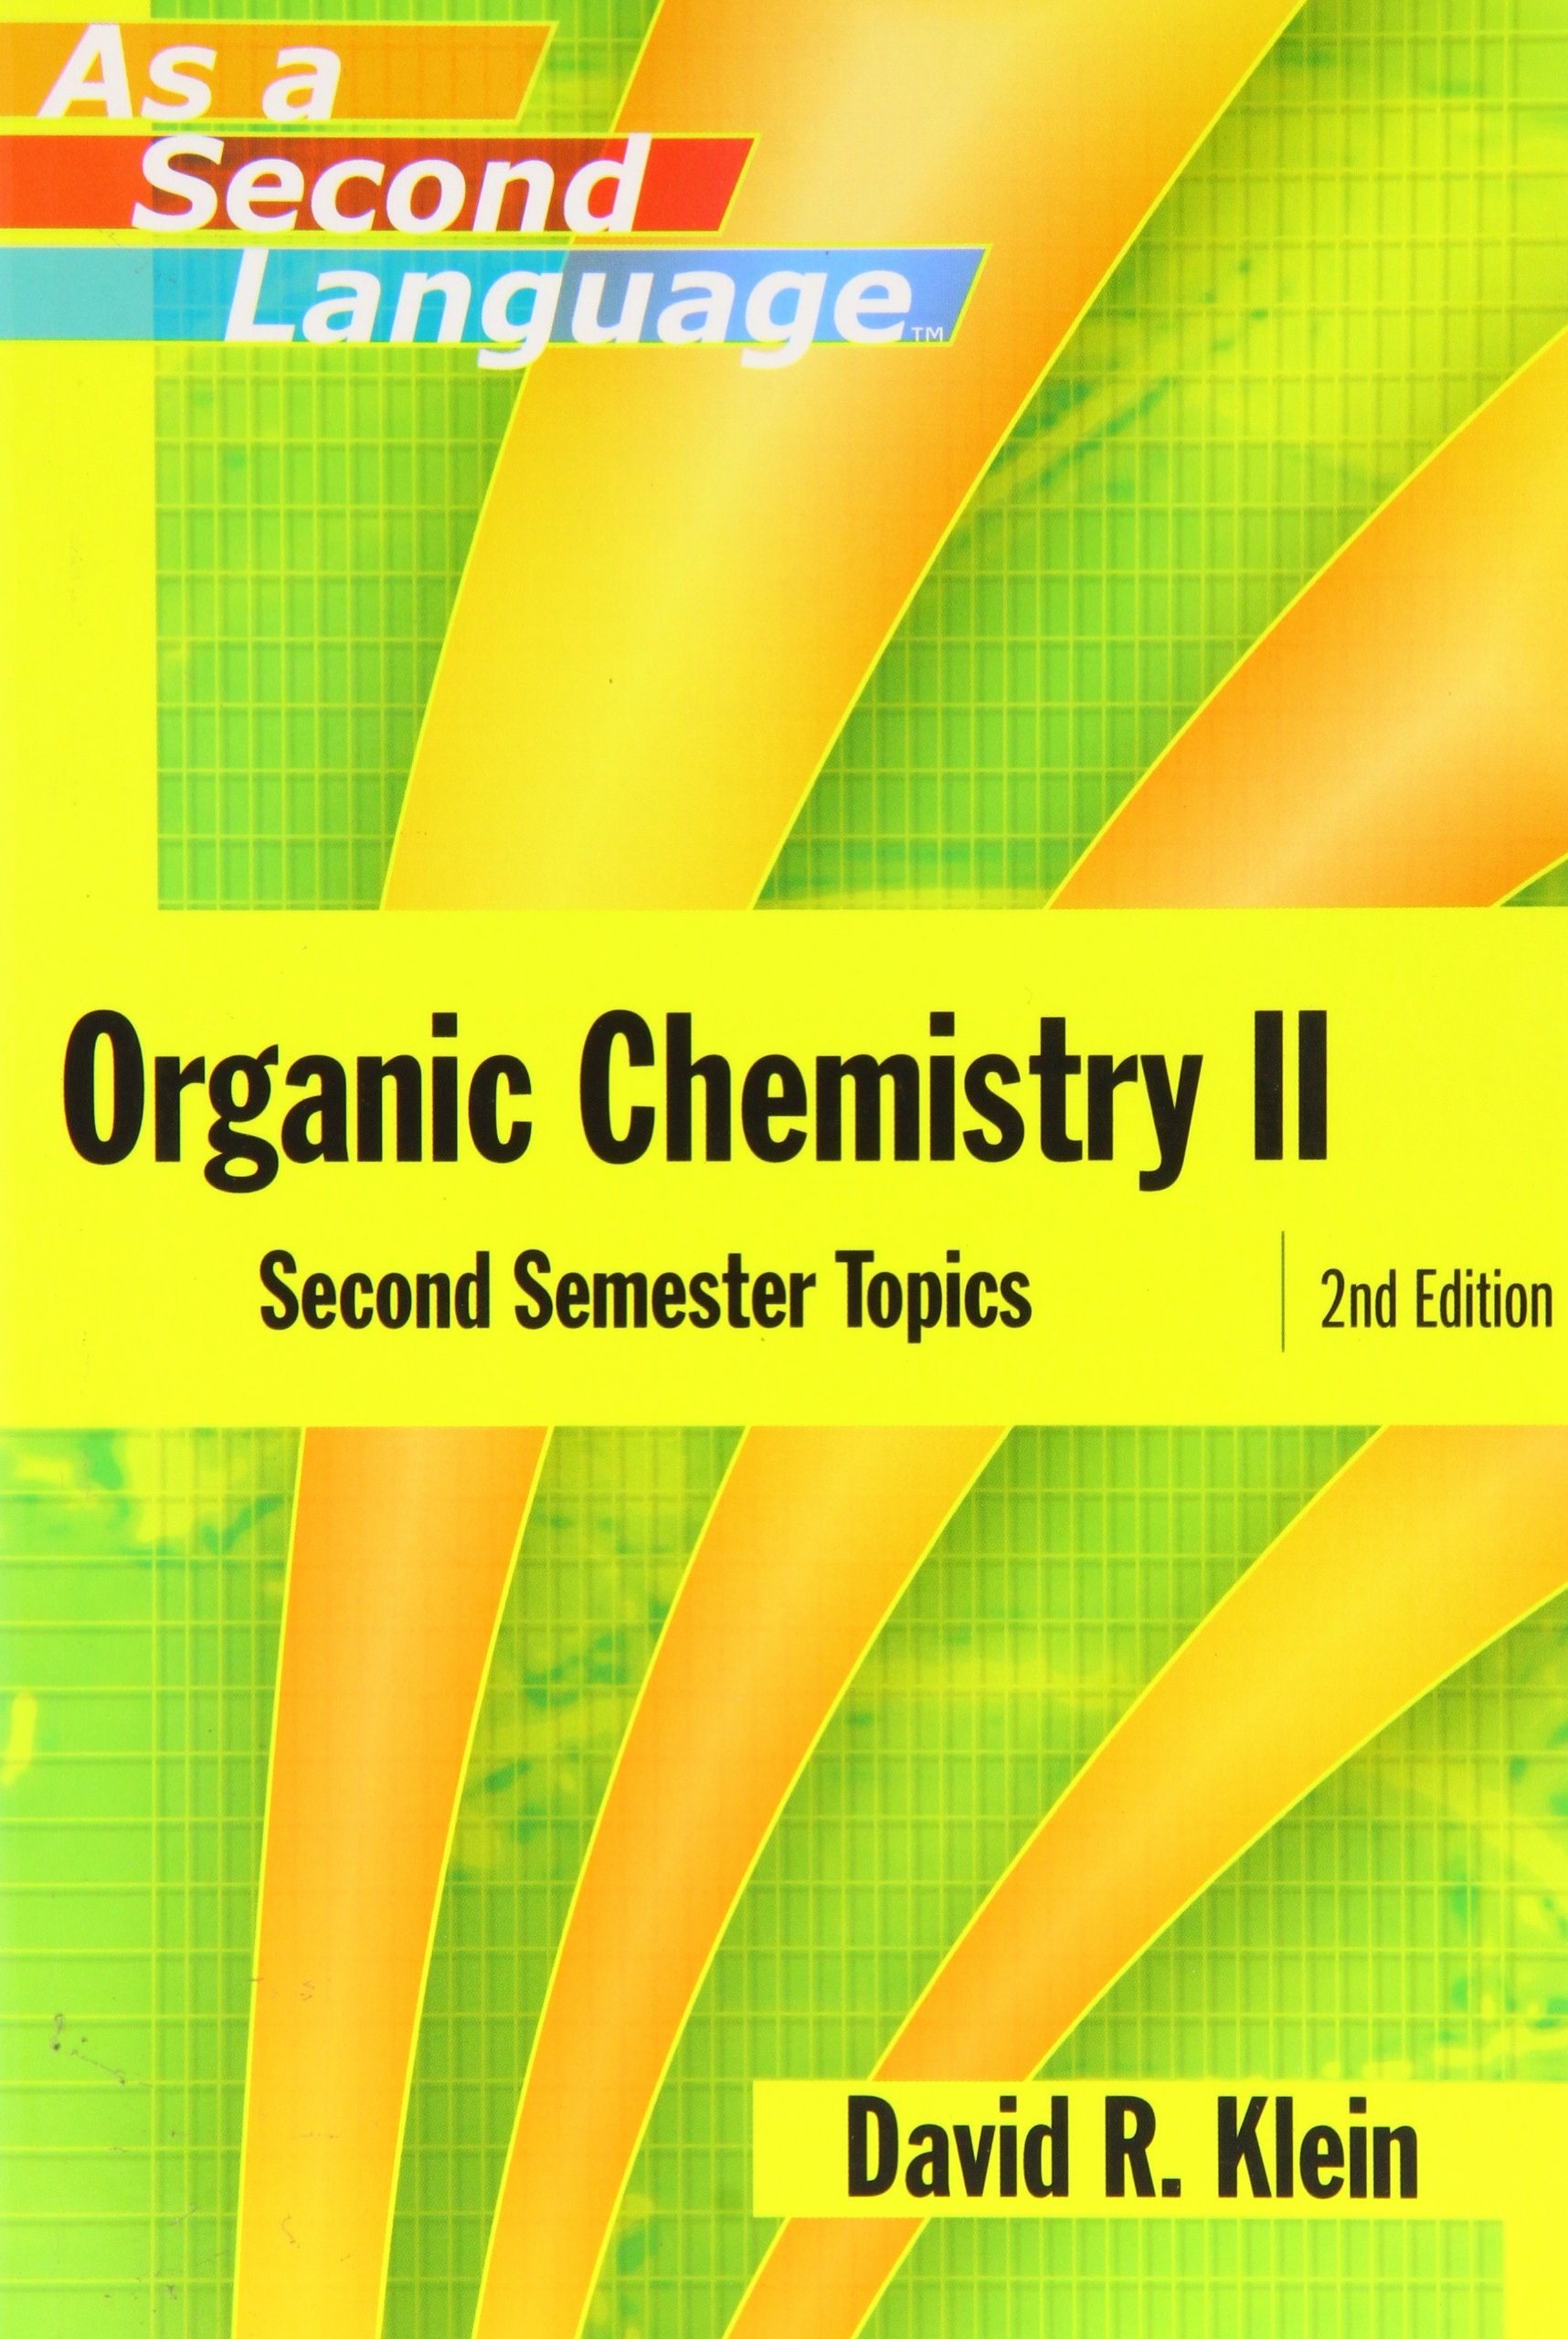 As a
Second
Language™
Organic Chemistry II
Second Semester Topics
2nd Edition
David R. Klein